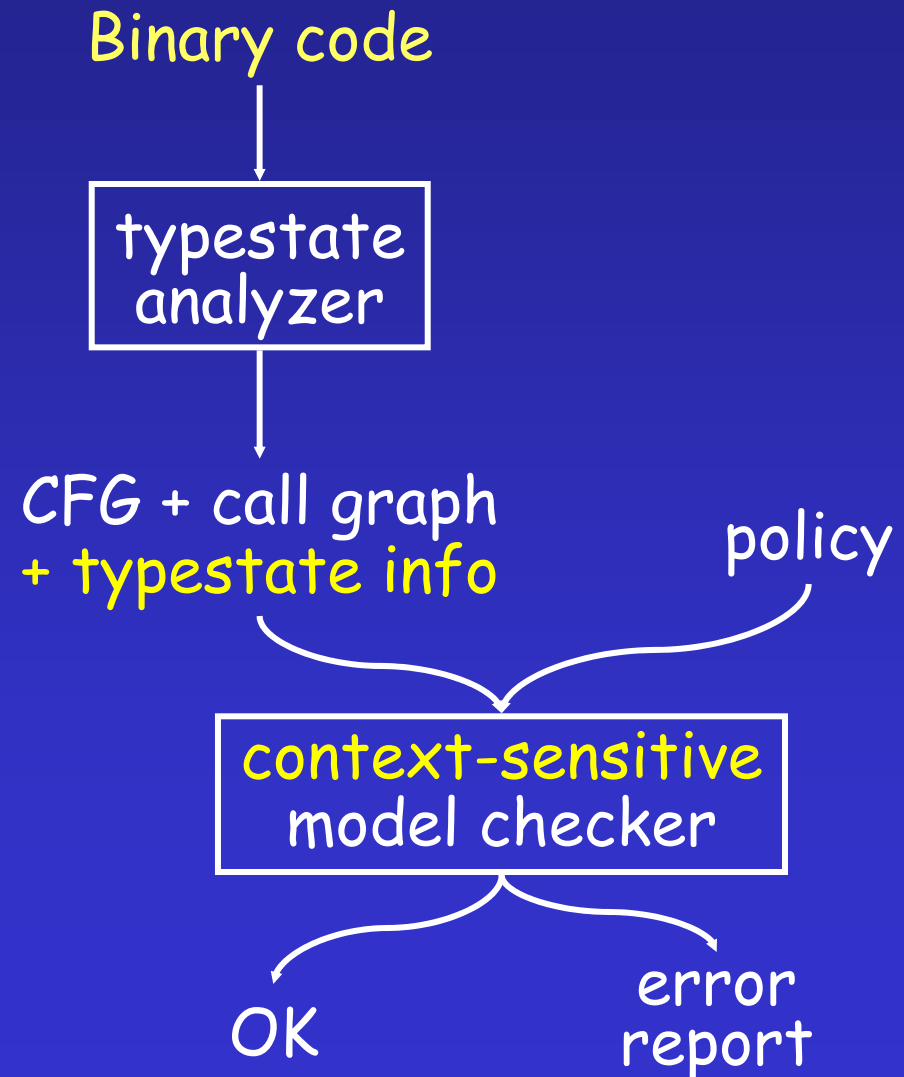 Binary code
typestate
analyzer
CFG + call graph
+ typestate info
policy
context-sensitive
model checker
OK
error
report